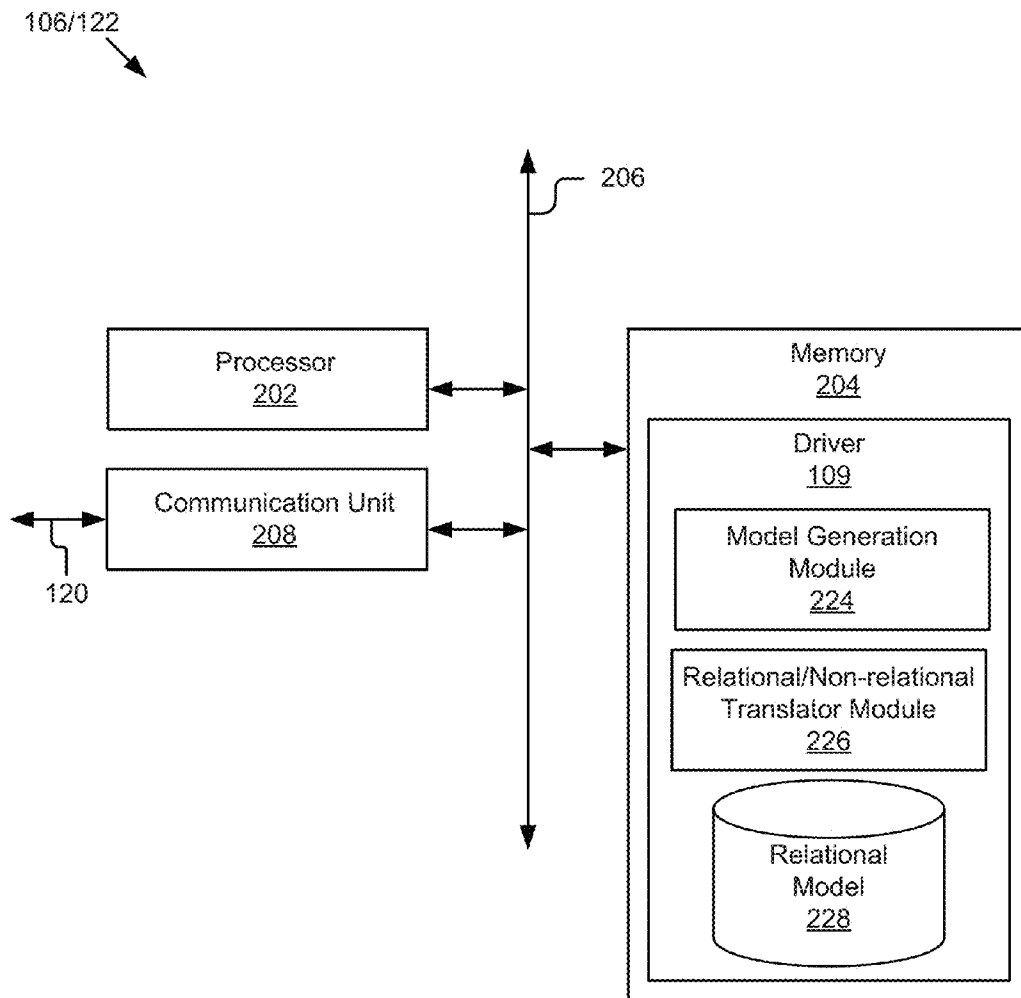 106/122
206
Processor
202
Communication Unit
208
120
Memory
204
Driver
109
Model Generation
Module
224
Relational/Non-relational
Translator Module
226
Relational
Model
228